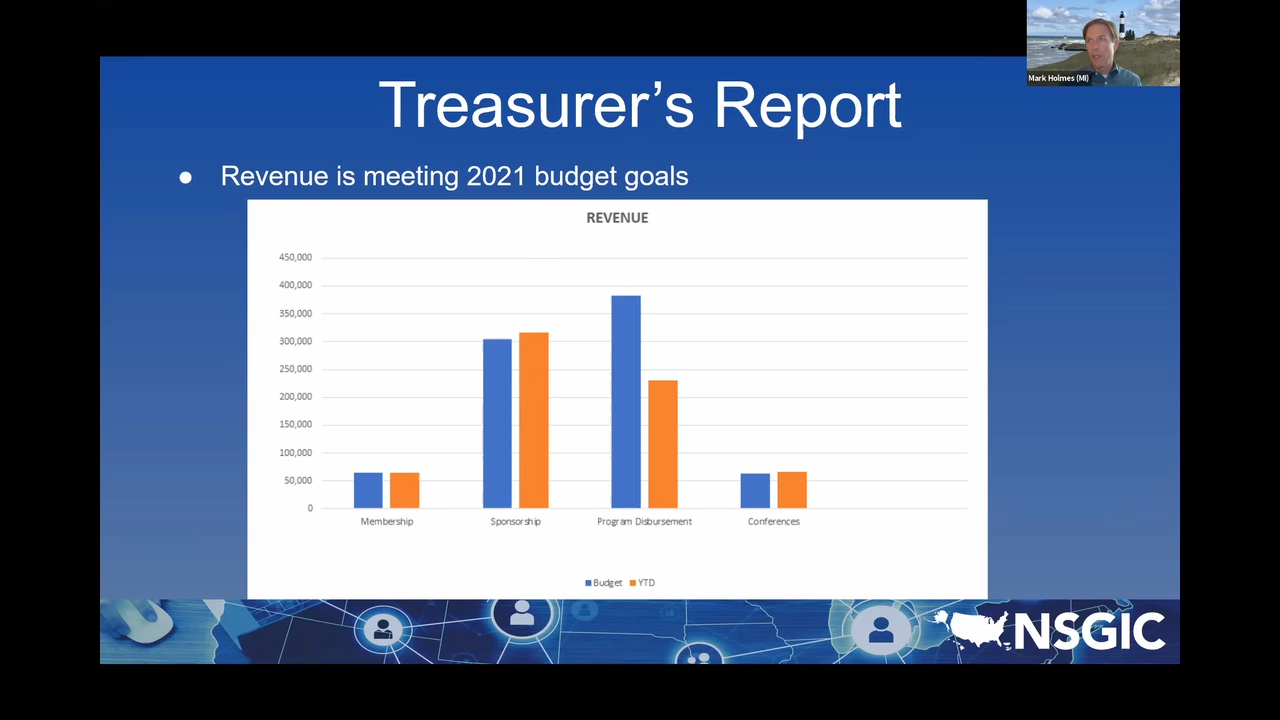 Mark Holmes (MI)
Treasurer’s Report
● Revenue is meeting 2021 budget goals
REVENUE
450,000
400,000
350,000
300,000
250,000
200,000
150,000
100,000
50,000
0
Membership Sponsorship Program Disbursement Conferences
Budget YTD
NSGIC